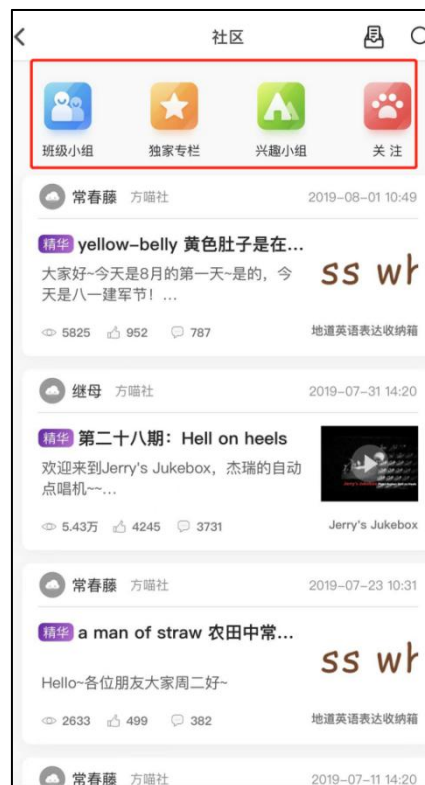 社区
班级小组 独家专栏 兴趣小组 关注
常春藤 方喵社 2019-08-01 10:49
精华 yellow-belly 黄色肚子是在...
大家好~今天是8月的第一天~是的，今
天是八一建军节！...
ss wh
5825 952 787 地道英语表达收纳箱
继母 方喵社 2019-07-31 14:20
精华 第二十八期：Hell on heels
欢迎来到Jerry's Jukebox，杰瑞的自动
点唱机~~...
5.43万 4245 3731 Jerry's Jukebox
常春藤 方喵社 2019-07-23 10:31
精华 a man of straw 农田中常...
ss wh
Hello~各位朋友大家周二好~
2633 499 382 地道英语表达收纳箱
常春藤 方喵社 2019-07-11 14:20